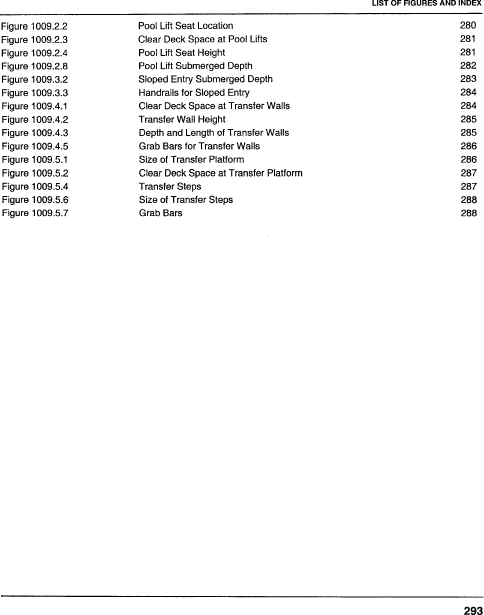 LIST OF FIGURES AND INDEX
Figure 1009.2.2 Pool Lift Seat Location 280
Figure 1009.2.3 Clear Deck Space at Pool Lifts 281
Figure 1009.2.4 Pool Lift Seat Height 281
Figure 1009.2.8 Pool Lift Submerged Depth 282
Figure 1009.3.2 Sloped Entry Submerged Depth 283
Figure 1009.3.3 Handrails for Sloped Entry 284
Figure 1009.4.1 Clear Deck Space at Transfer Walls 284
Figure 1009.4.2 Transfer Wall Height 285
Figure 1009.4.3 Depth and Length of Transfer Walls 285
Figure 1009.4.5 Grab Bars for Transfer Walls 286
Figure 1009.5.1 Size of Transfer Platform 286
Figure 1009.5.2 Clear Deck Space at Transfer Platform 287
Figure 1009.5.4 Transfer Steps 287
Figure 1009.5.6 Size of Transfer Steps 288
Figure 1009.5.7 Grab Bars 288
293